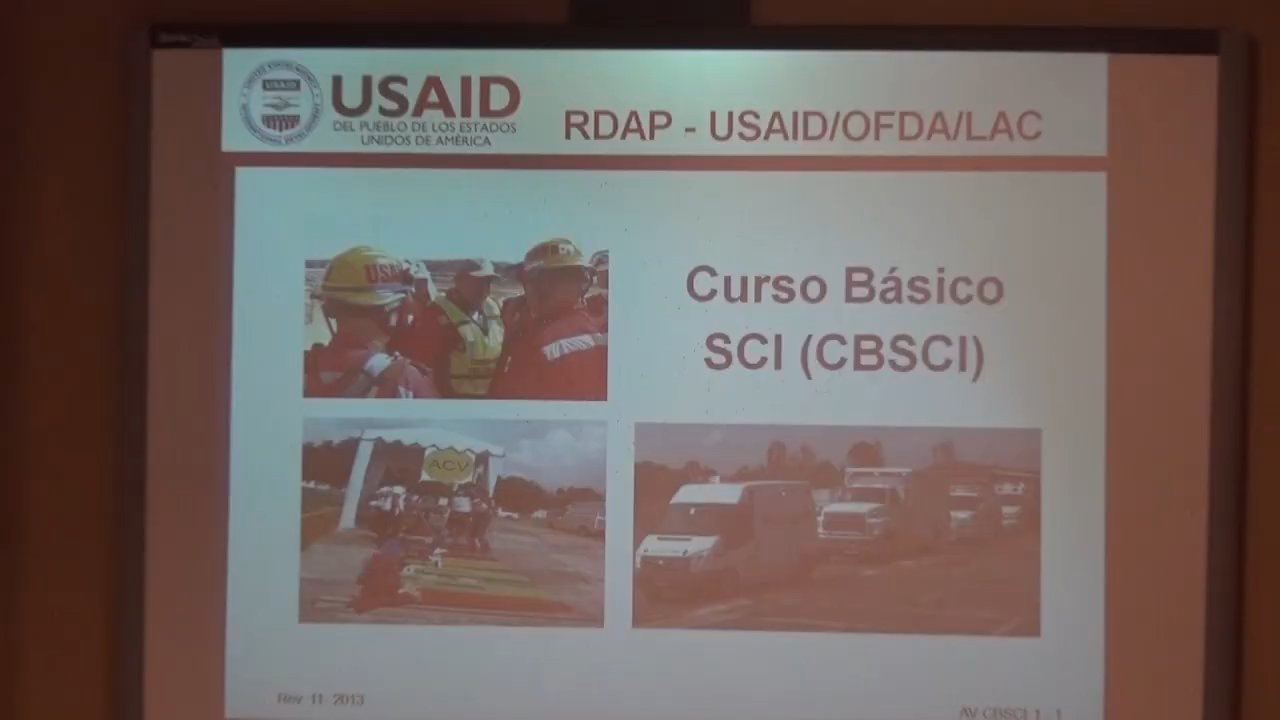 USAID
DEL PUEBLO DE LOS ESTADOS
UNIDOS DE AMÉRICA
RDAP - USAID/OFDA/LAC
Curso Básico
SCI (CBSCI)
USAID
ACV
Rev 11- 2013
AV CBSCI 1 - 1